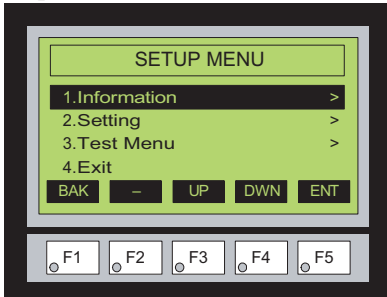 SETUP MENU
1.Information >
2.Setting >
3.Test Menu >
4.Exit
BAK – UP DWN ENT
F1 F2 F3 F4 F5